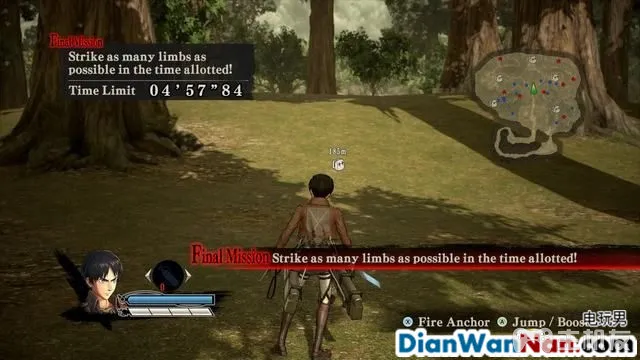 Final Mission
Strike as many limbs as
possible in the time allotted!
Time Limit 04'57"84
185m
Final Mission Strike as many limbs as possible in the time allotted!
0
X Fire Anchor A Jump / Boost
电玩男
DianWanNan.com